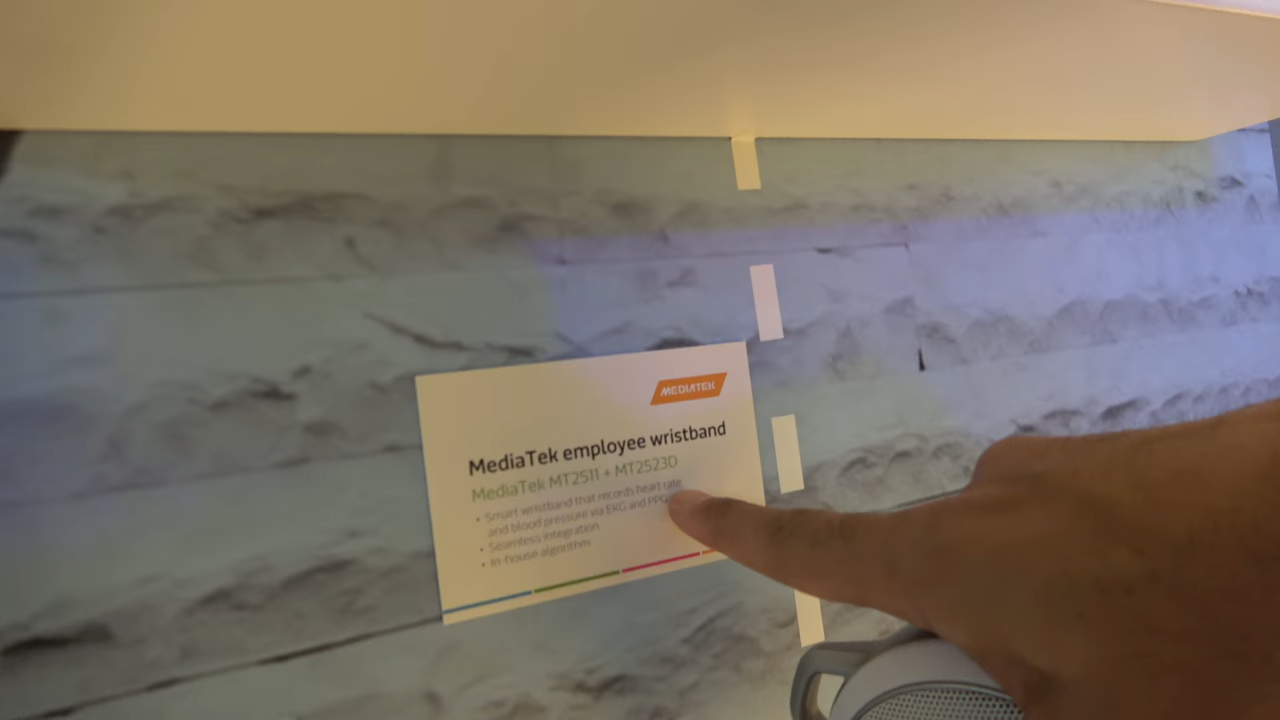 MEDIATEK
MediaTek employee wristband
MediaTek MT2511 + MT2523D
• Smart wristband that records heart rate
and blood pressure via EKG and PPG
• Seamless integration
• In-house algorithm